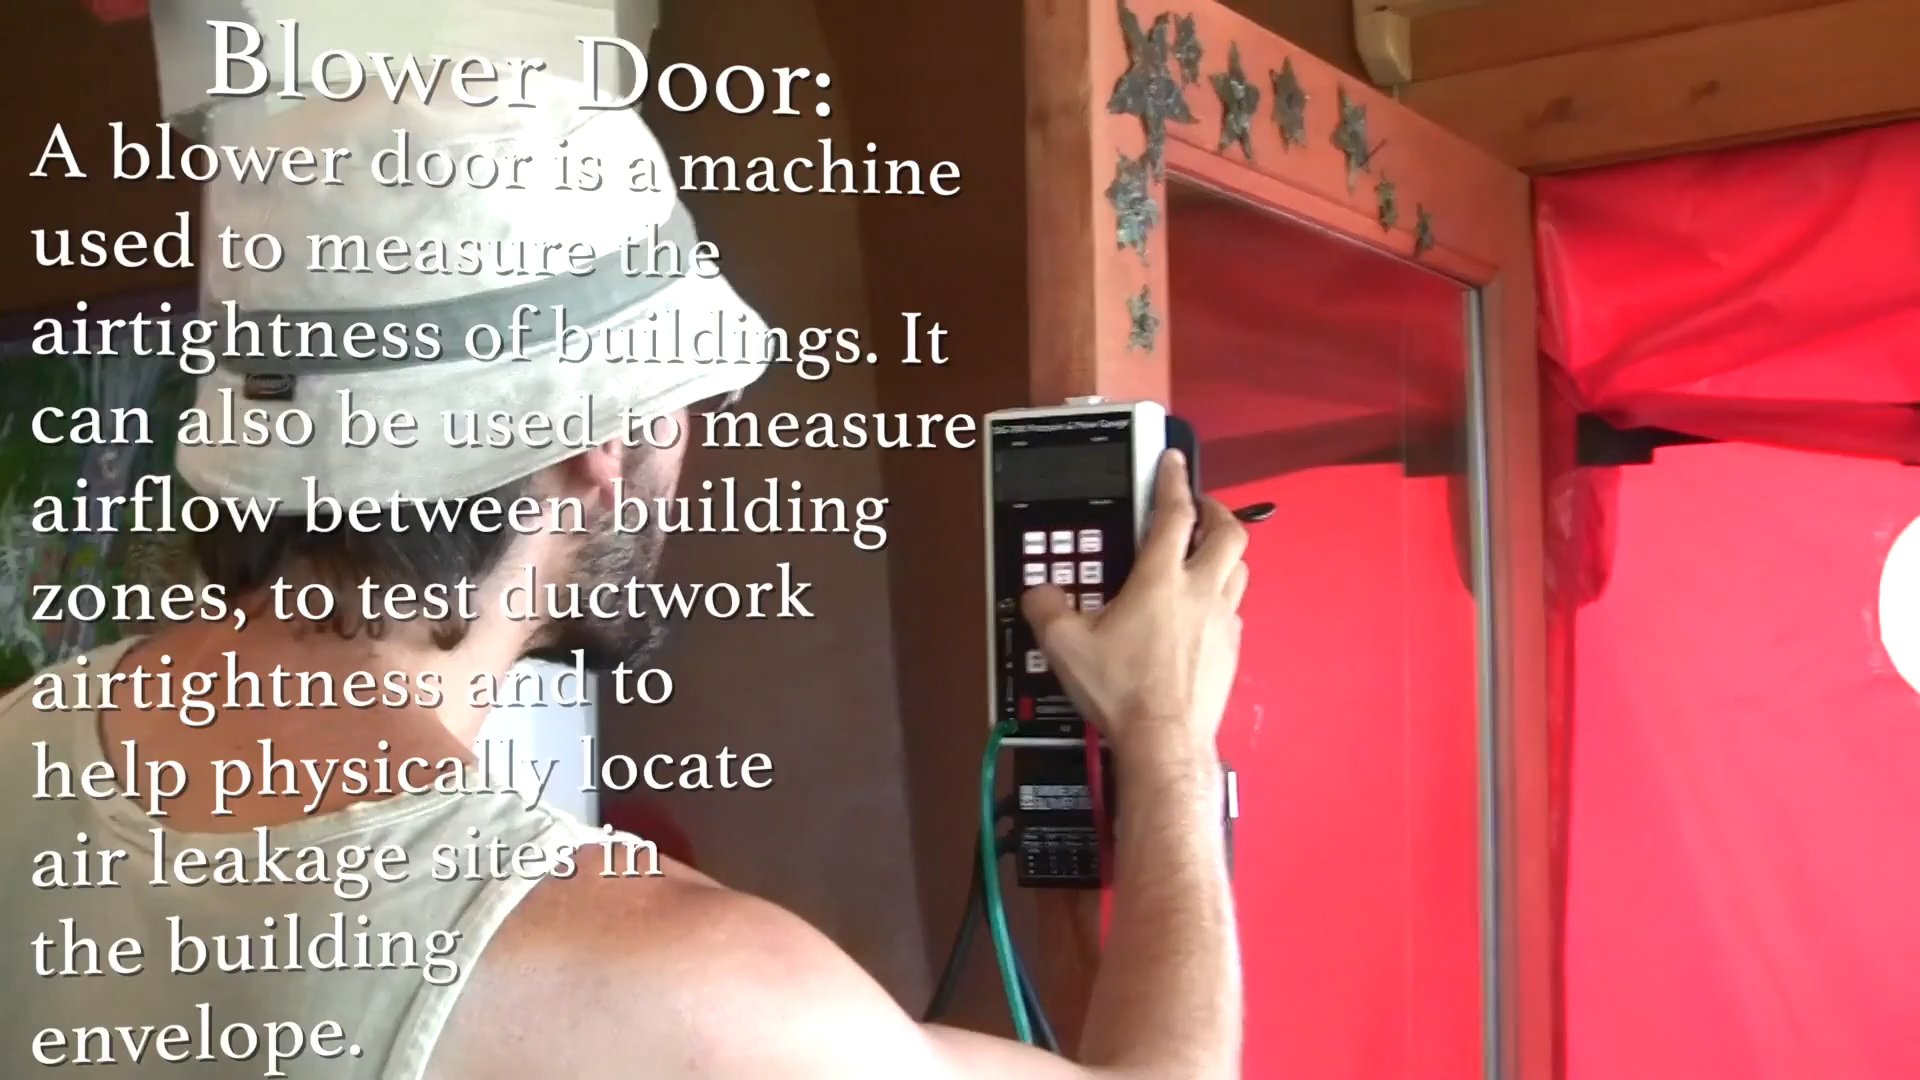 Blower Door:
A blower door is a machine
used to measure the
airtightness of buildings. It
can also be used to measure
airflow between building
zones, to test ductwork
airtightness and to
help physically locate
air leakage sites in
the building
envelope.